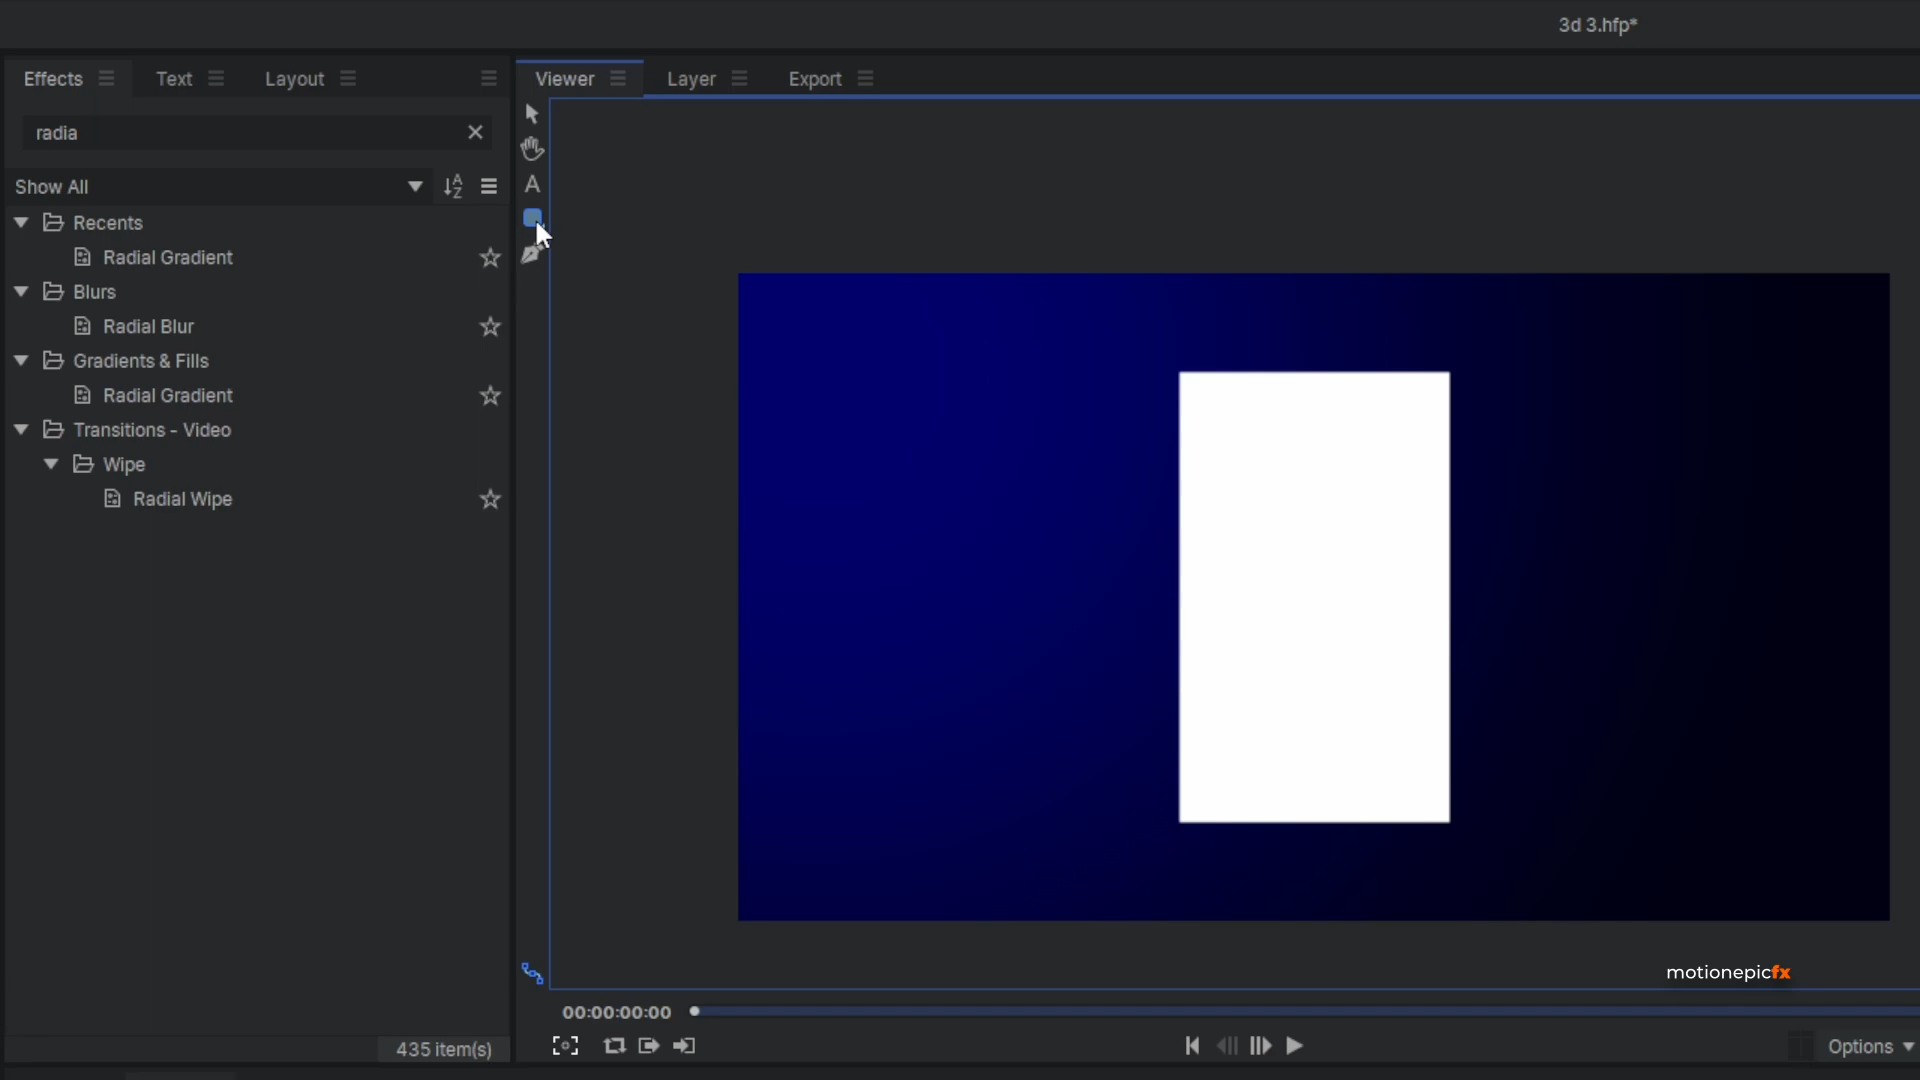 3d 3.hfp*
Effects
Text
Layout
Viewer
Layer
Export
radia
Show All
Recents
Radial Gradient
Blurs
Radial Blur
Gradients & Fills
Radial Gradient
Transitions - Video
Wipe
Radial Wipe
435 item(s)
motionepicfx
00:00:00:00
Options